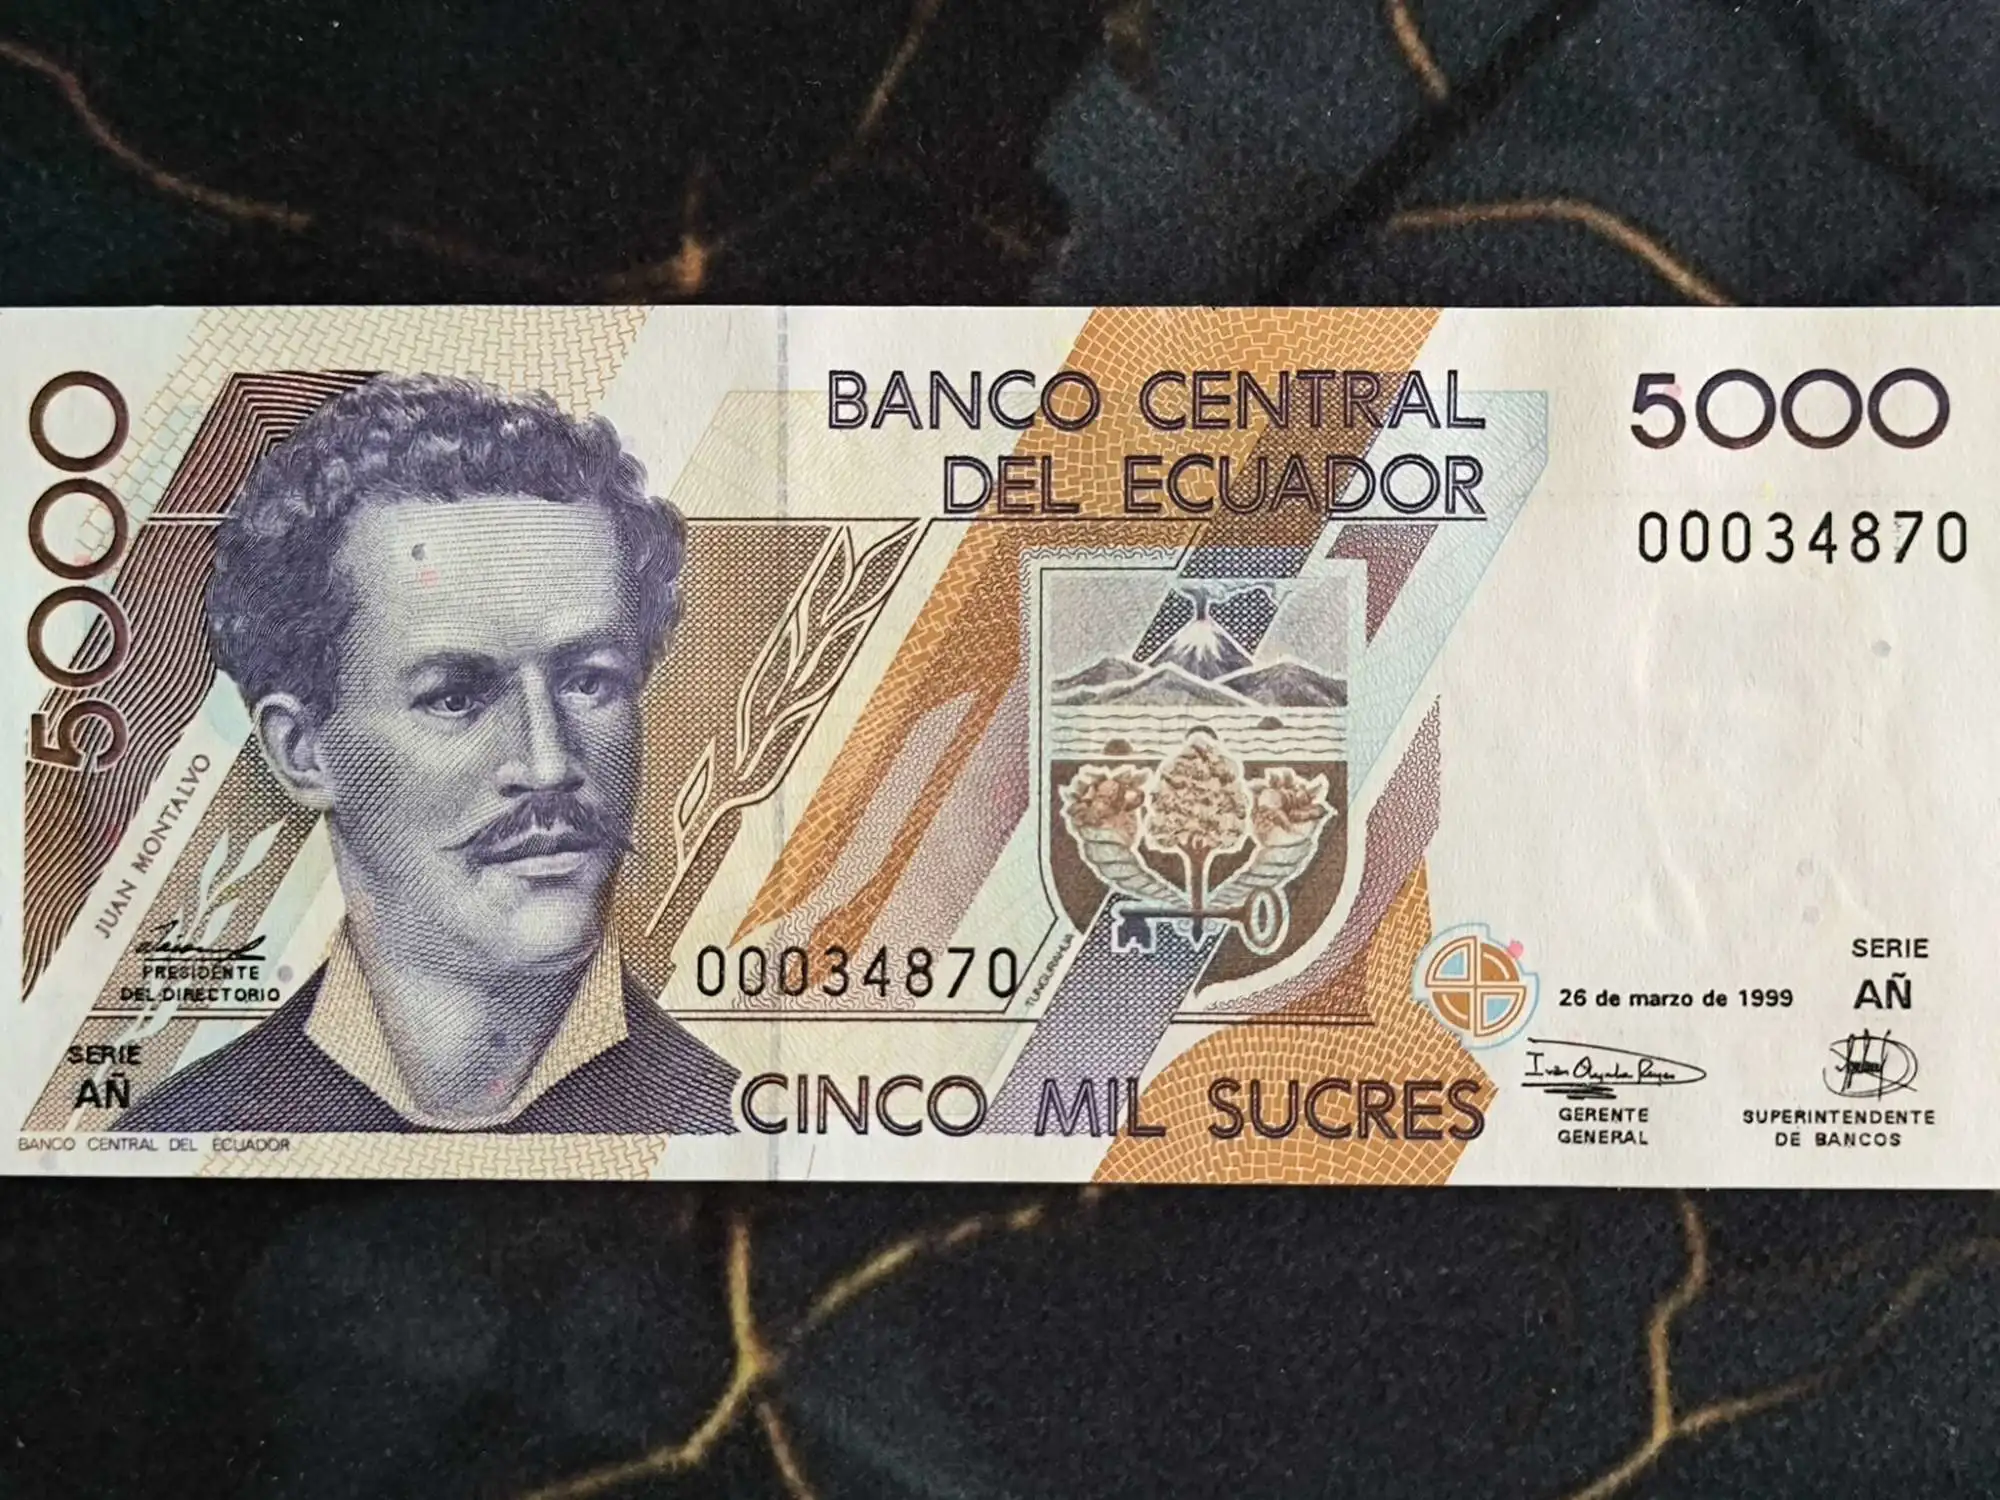 5000
JUAN MONTALVO
PRESIDENTE
DEL DIRECTORIO
SERIE
AÑ
BANCO CENTRAL DEL ECUADOR
BANCO CENTRAL
DEL ECUADOR
00034870
TUNGURAHUA
CINCO MIL SUCRES
5000
00034870
SERIE
AÑ
26 de marzo de 1999
GERENTE
GENERAL
SUPERINTENDENTE
DE BANCOS